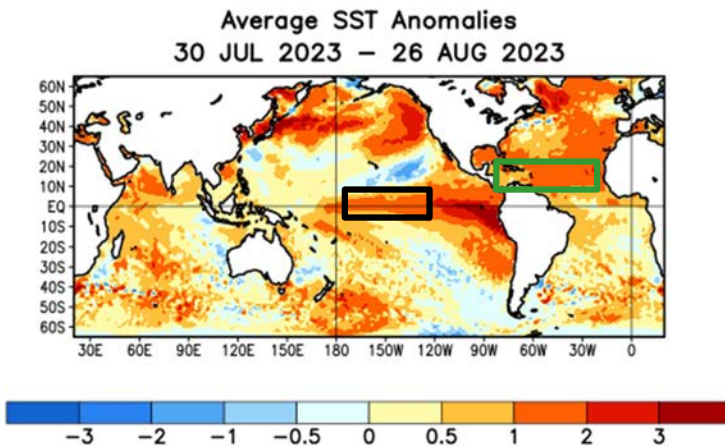 Average SST Anomalies
30 JUL 2023 – 26 AUG 2023
60N
50N
40N
30N
20N
10N
EQ
10S
20S
30S
40S
50S
60S
30E 60E 90E 120E 150E 180 150W 120W 90W 60W 30W 0
-3 -2 -1 -0.5 0 0.5 1 2 3